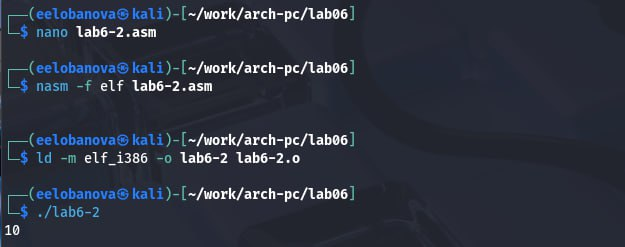 ┌──(eelobanova㉿kali)-[~/work/arch-pc/lab06]
└─$ nano lab6-2.asm
┌──(eelobanova㉿kali)-[~/work/arch-pc/lab06]
└─$ nasm -f elf lab6-2.asm
┌──(eelobanova㉿kali)-[~/work/arch-pc/lab06]
└─$ ld -m elf_i386 -o lab6-2 lab6-2.o
┌──(eelobanova㉿kali)-[~/work/arch-pc/lab06]
└─$ ./lab6-2
10